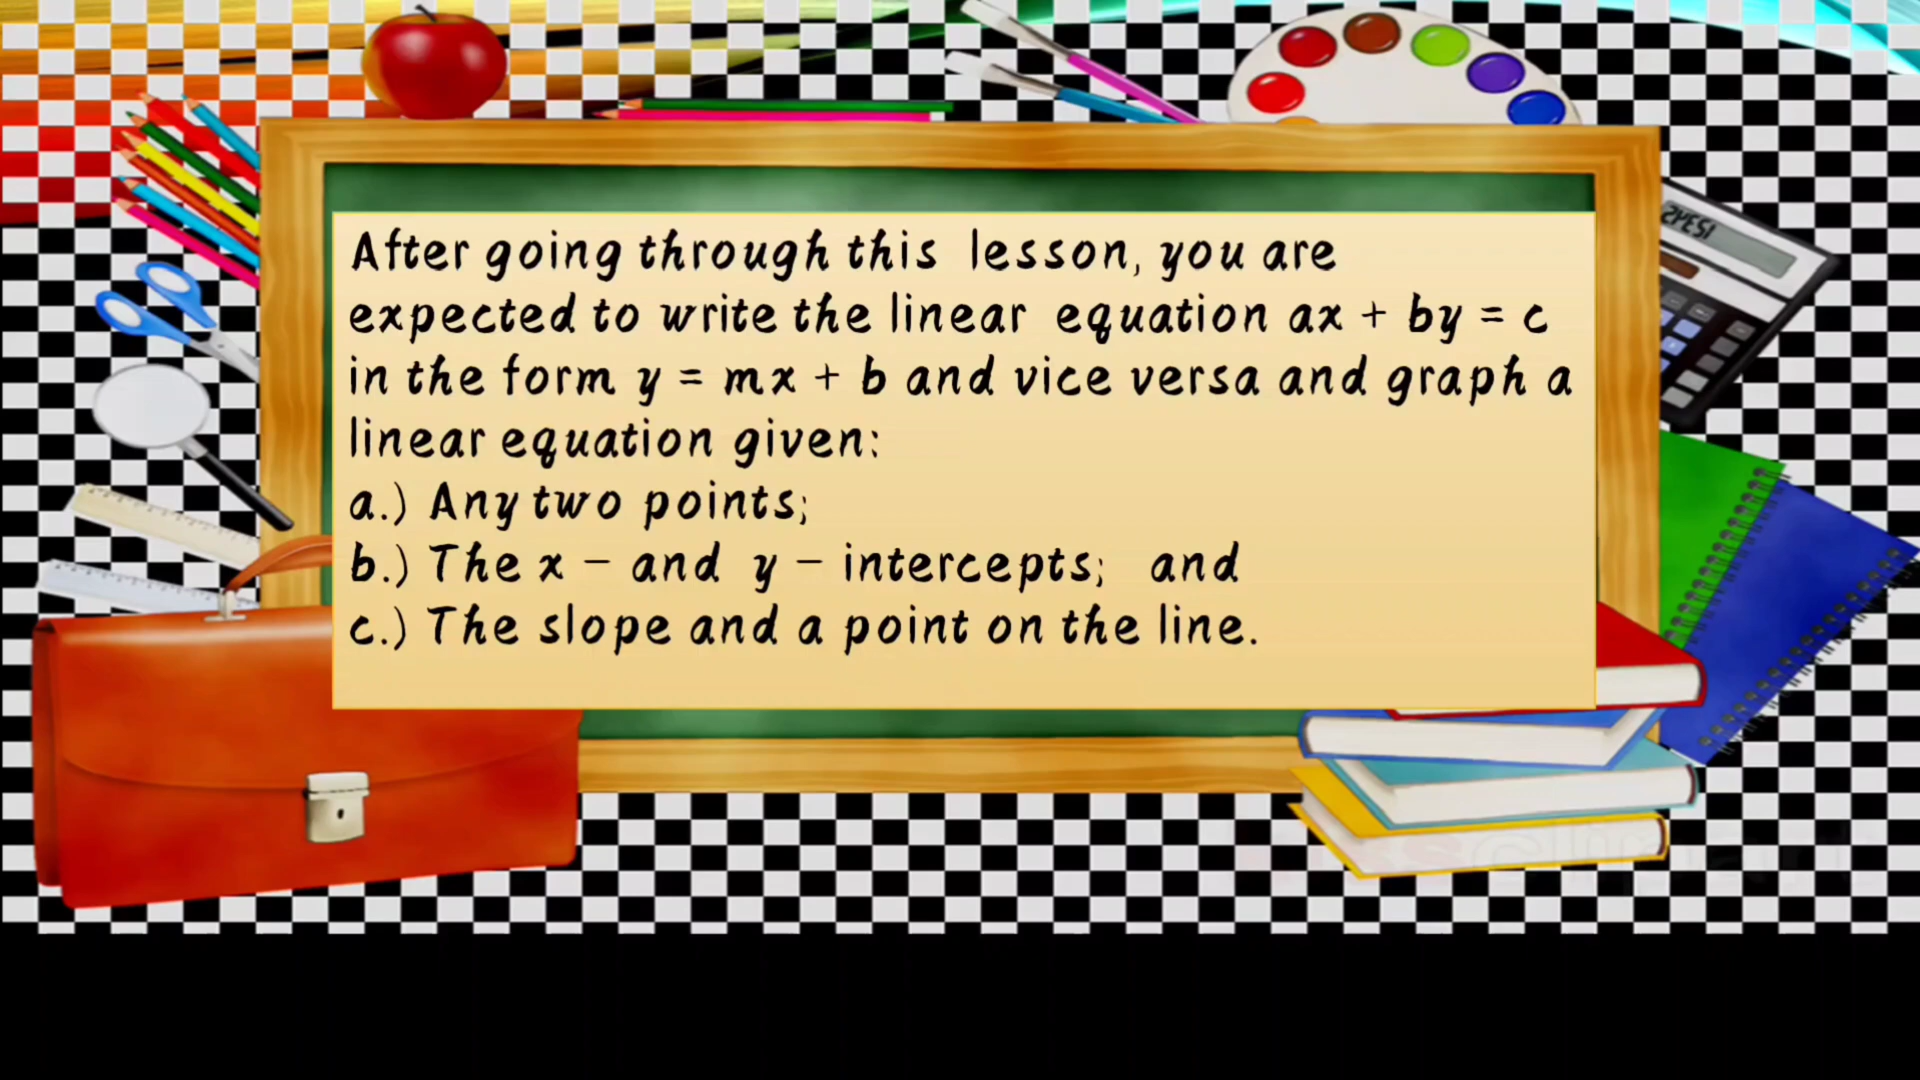 After going through this lesson, you are
expected to write the linear equation ax + by = c
in the form y = mx + b and vice versa and graph a
linear equation given:
a.) Any two points;
b.) The x – and y – intercepts; and
c.) The slope and a point on the line.